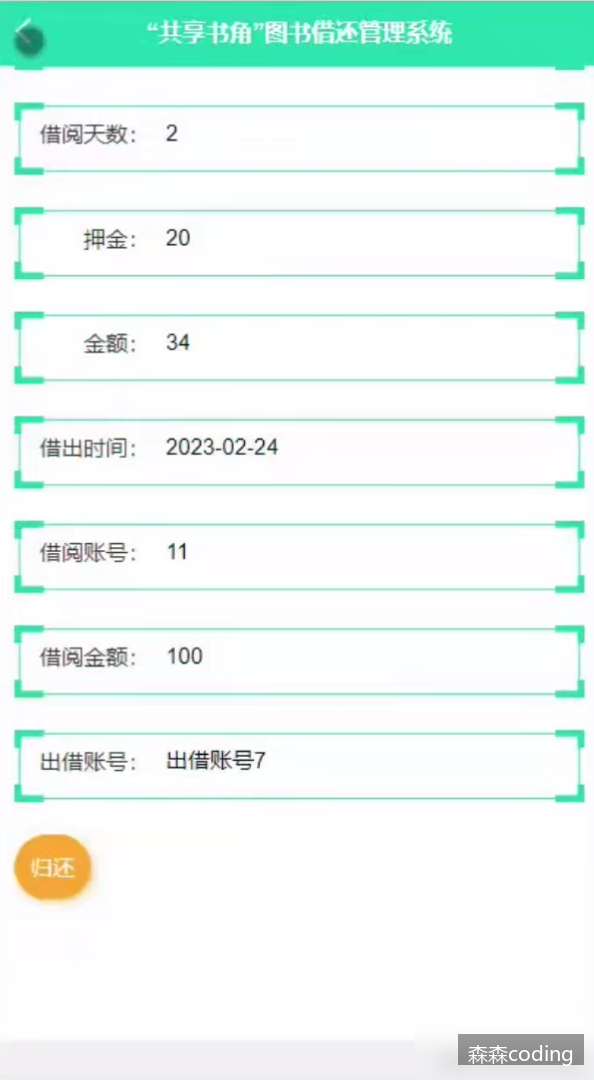 “共享书角”图书借还管理系统
借阅天数： 2
押金： 20
金额： 34
借出时间： 2023-02-24
借阅账号： 11
借阅金额： 100
出借账号： 出借账号7
归还
森森coding